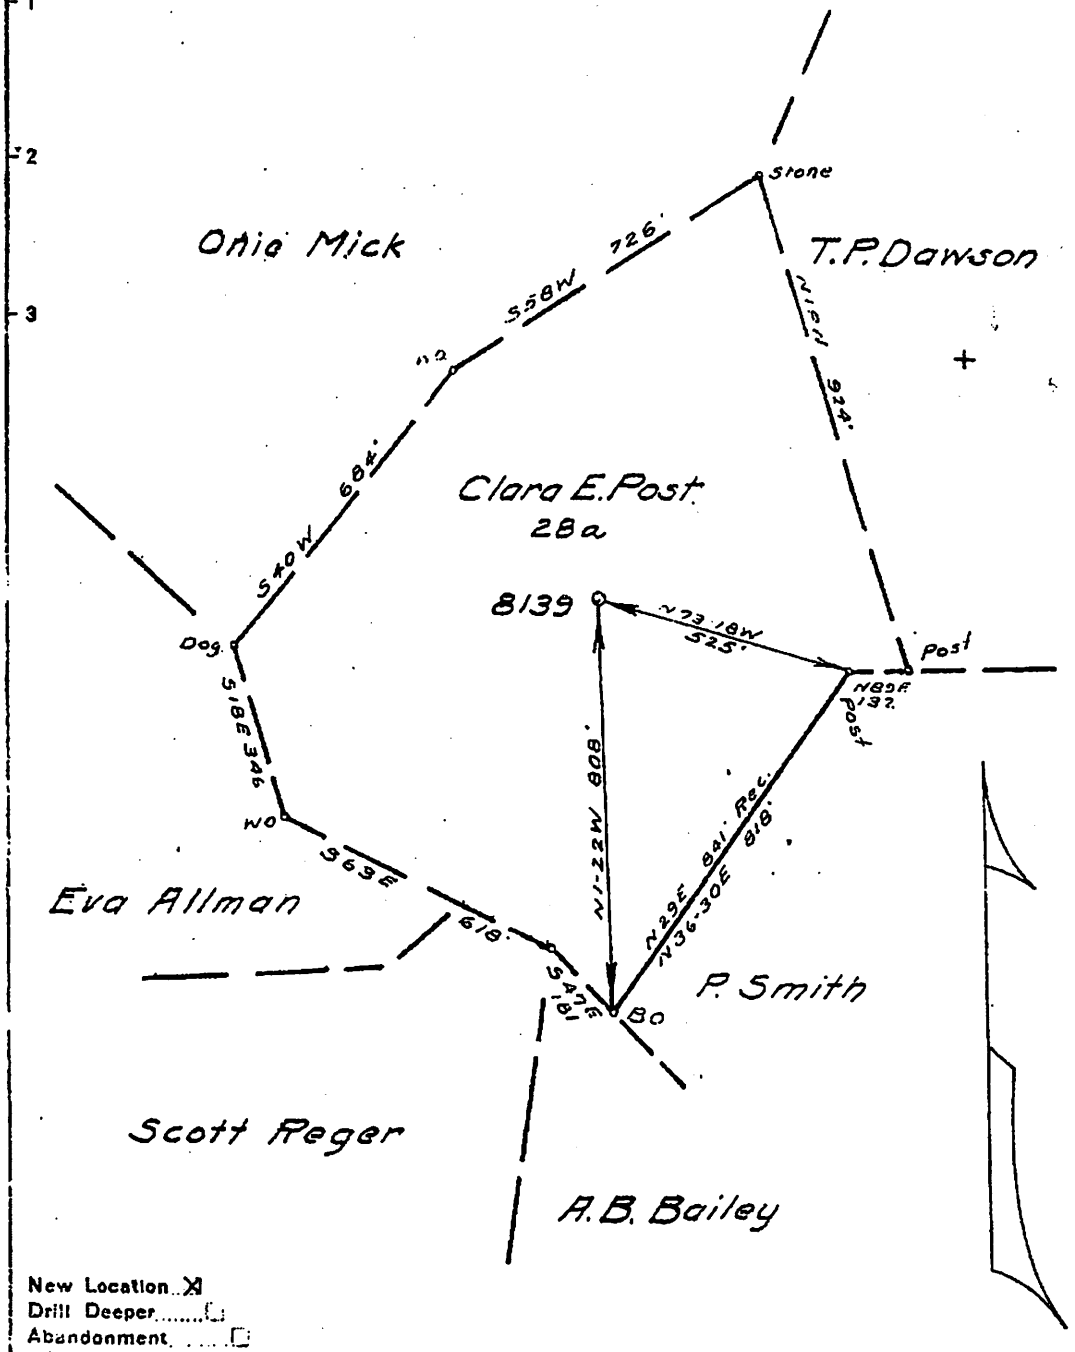 1
2
Stone
726'
Ohio Mick
T.P. Dawson
S58W
3
924'
684'
Clara E. Post.
28a
S40W
8139
N73-18W
525'
Dog.
Post
N89E
132
Post
S18E 346
N1-22W 808'
WO
841' Rec.
818'
S63E
N29E
N36-30E
Eva Allman
618'
P. Smith
S47E
181
BO
Scott Reger
A.B. Bailey
New Location..X
Drill Deeper........
Abandonment......